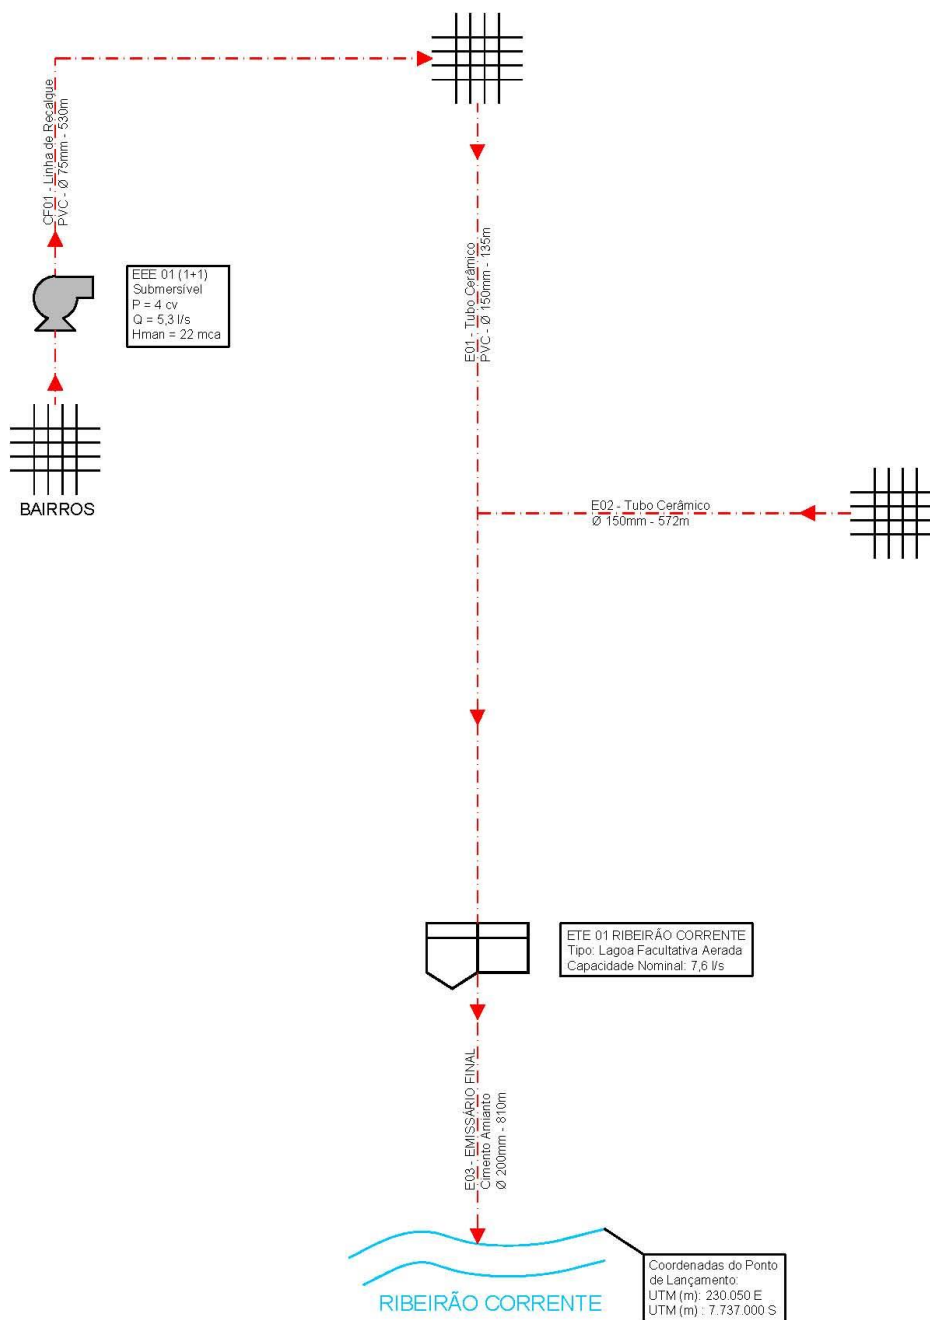 CF01 - Linha de Recalque
PVC - Ø 75mm - 530m
EEE 01 (1+1)
Submersível
P = 4 cv
Q = 5,3 l/s
Hman = 22 mca
BAIRROS
E01 - Tubo Cerâmico
PVC - Ø 150mm - 135m
E02 - Tubo Cerâmico
Ø 150mm - 572m
ETE 01 RIBEIRÃO CORRENTE
Tipo: Lagoa Facultativa Aerada
Capacidade Nominal: 7,6 l/s
E03 - EMISSÁRIO FINAL
Cimento Amianto
Ø 200mm - 810m
RIBEIRÃO CORRENTE
Coordenadas do Ponto
de Lançamento:
UTM (m): 230.050 E
UTM (m) : 7.737.000 S